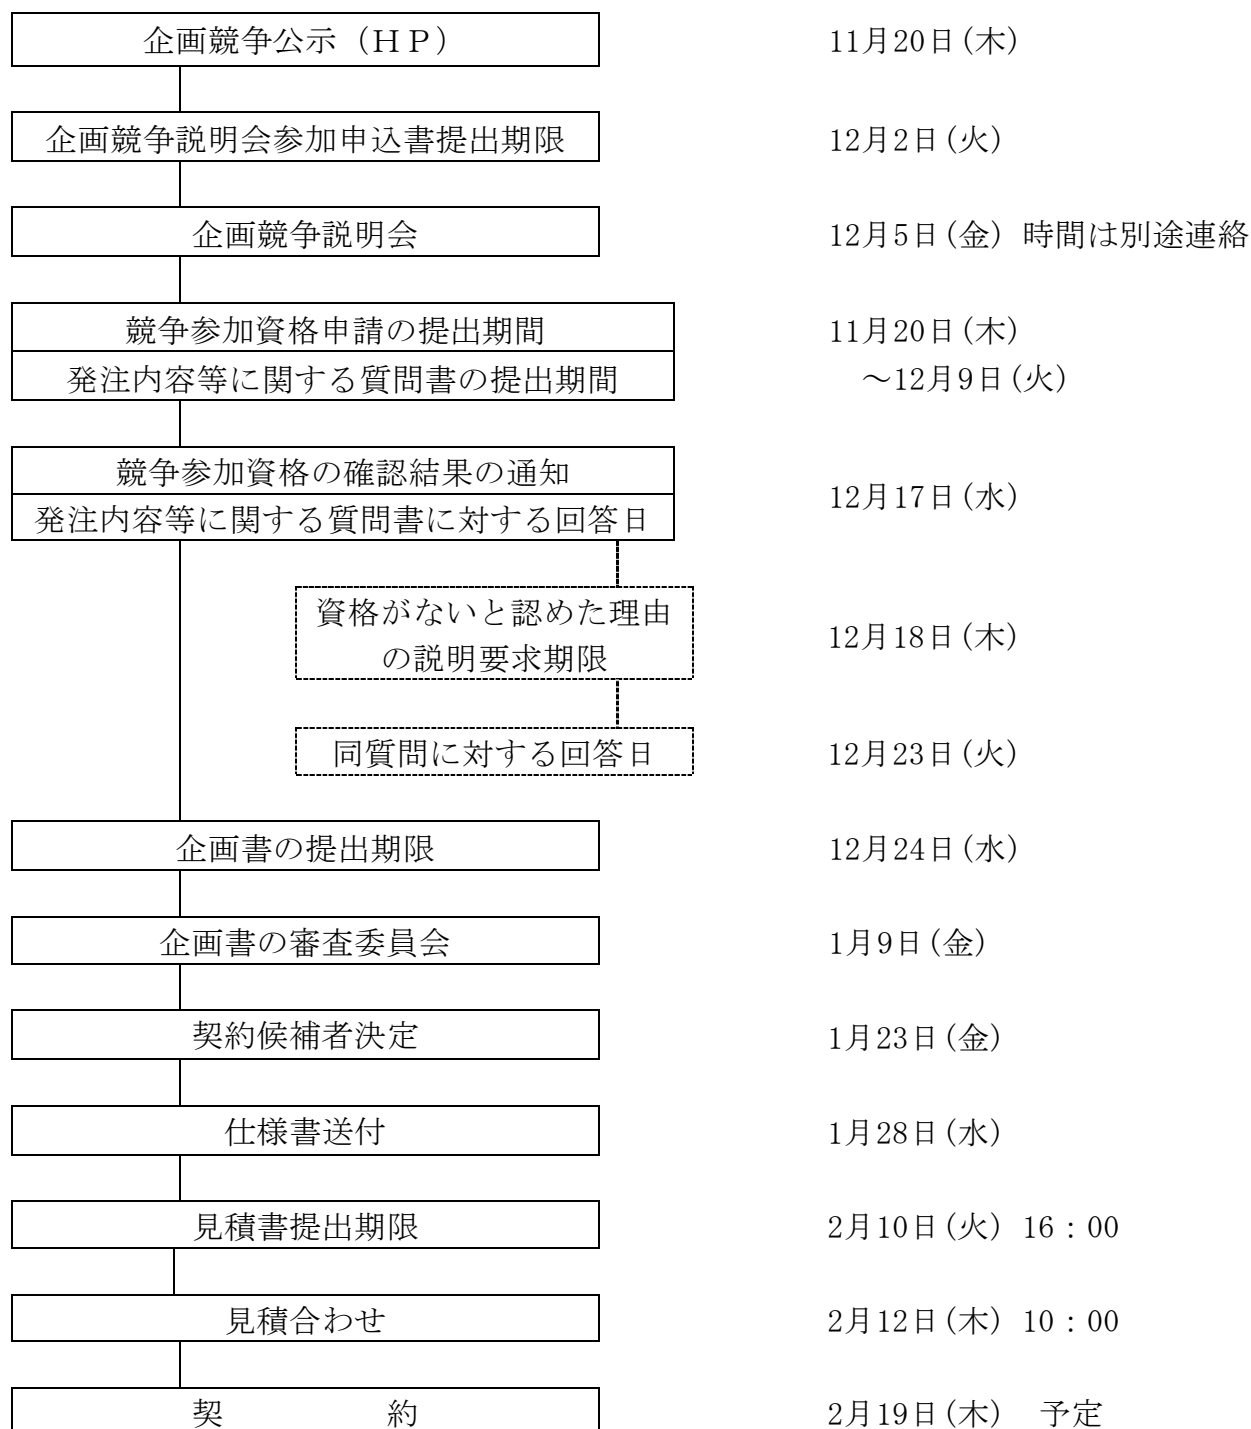 企画競争公示（ＨＰ） 11月20日(木)
企画競争説明会参加申込書提出期限 12月2日(火)
企画競争説明会 12月5日(金) 時間は別途連絡
競争参加資格申請の提出期間 11月20日(木)
発注内容等に関する質問書の提出期間 ～12月9日(火)
競争参加資格の確認結果の通知
発注内容等に関する質問書に対する回答日
12月17日(水)
資格がないと認めた理由
の説明要求期限
12月18日(木)
同質問に対する回答日 12月23日(火)
企画書の提出期限 12月24日(水)
企画書の審査委員会 1月9日(金)
契約候補者決定 1月23日(金)
仕様書送付 1月28日(水)
見積書提出期限 2月10日(火) 16：00
見積合わせ 2月12日(木) 10：00
契　　　　　約 2月19日(木)　予定